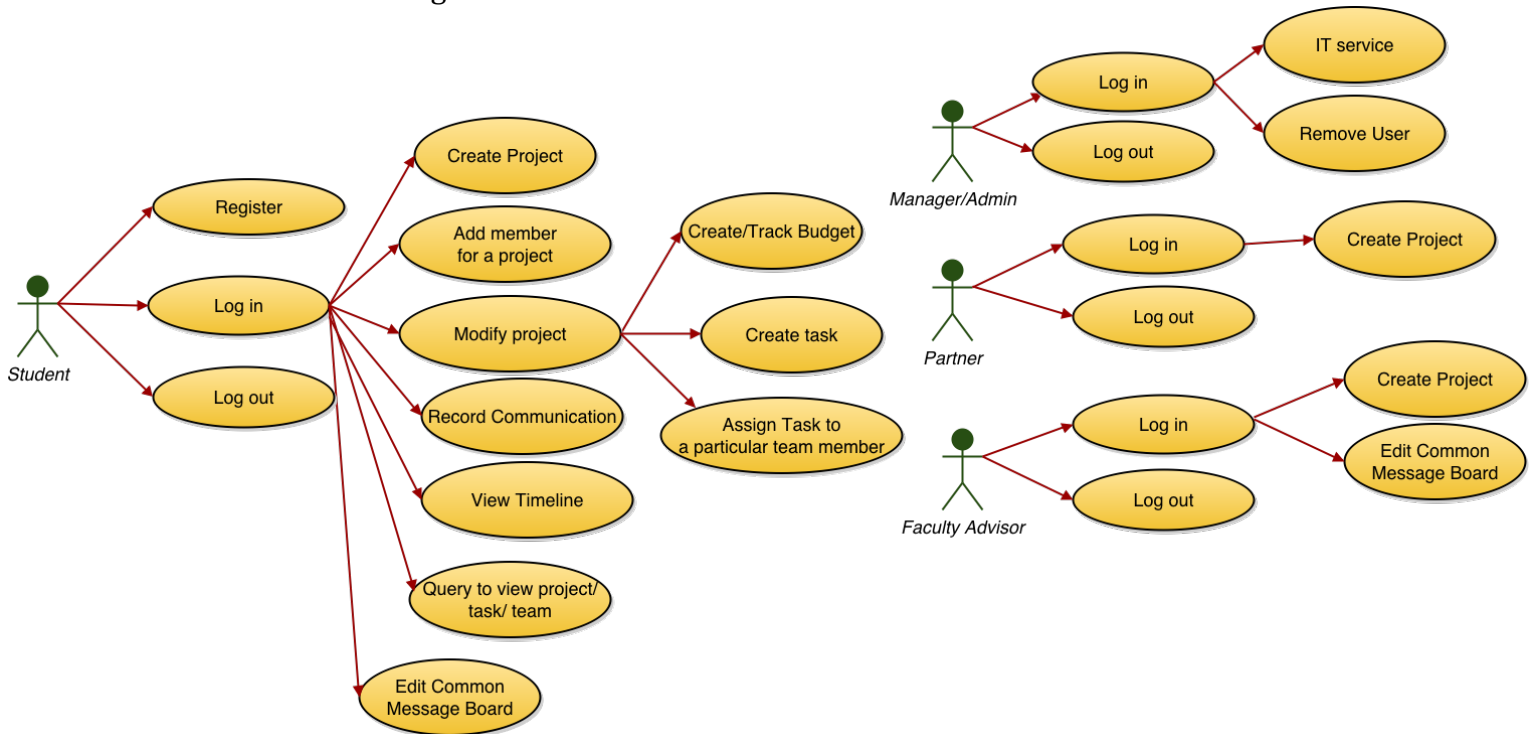 Register
Log in
Log out
Student
Create Project
Add member
for a project
Modify project
Record Communication
View Timeline
Query to view project/
task/ team
Edit Common
Message Board
Create/Track Budget
Create task
Assign Task to
a particular team member
Log in
Log out
Manager/Admin
IT service
Remove User
Log in
Log out
Partner
Create Project
Log in
Log out
Faculty Advisor
Create Project
Edit Common
Message Board